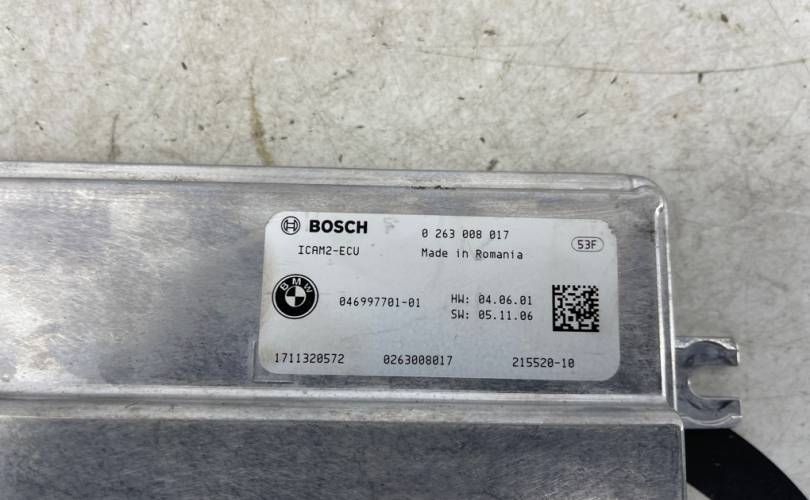 BOSCH F 0 263 008 017
ICAM2-ECU Made in Romania 53F
BMW
046997701-01 HW: 04.06.01
SW: 05.11.06
1711320572 0263008017 215520-10